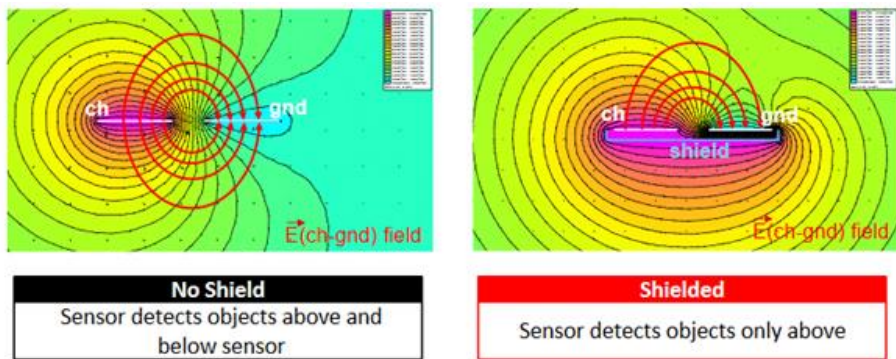 ch
gnd
E(ch-gnd) field
ch
gnd
shield
E(ch-gnd) field
No Shield
Sensor detects objects above and
below sensor
Shielded
Sensor detects objects only above